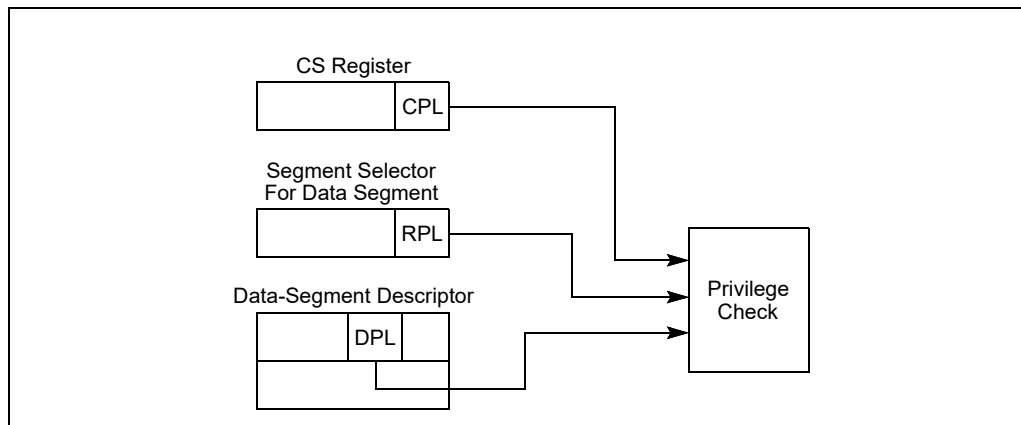 CS Register
CPL
Segment Selector
For Data Segment
RPL
Data-Segment Descriptor
DPL
Privilege
Check